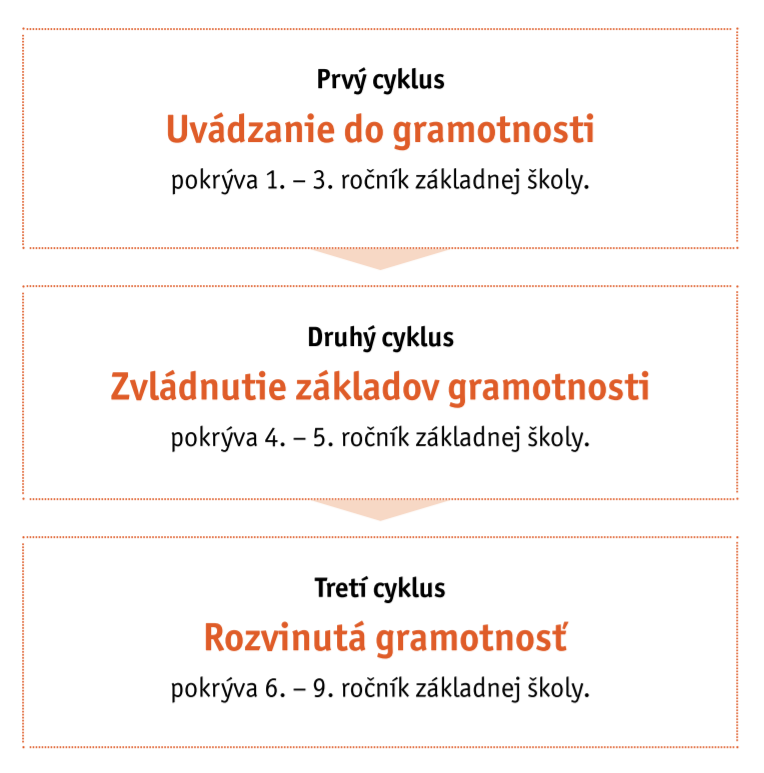 Prvý cyklus
Uvádzanie do gramotnosti
pokrýva 1. – 3. ročník základnej školy.
Druhý cyklus
Zvládnutie základov gramotnosti
pokrýva 4. – 5. ročník základnej školy.
Tretí cyklus
Rozvinutá gramotnosť
pokrýva 6. – 9. ročník základnej školy.